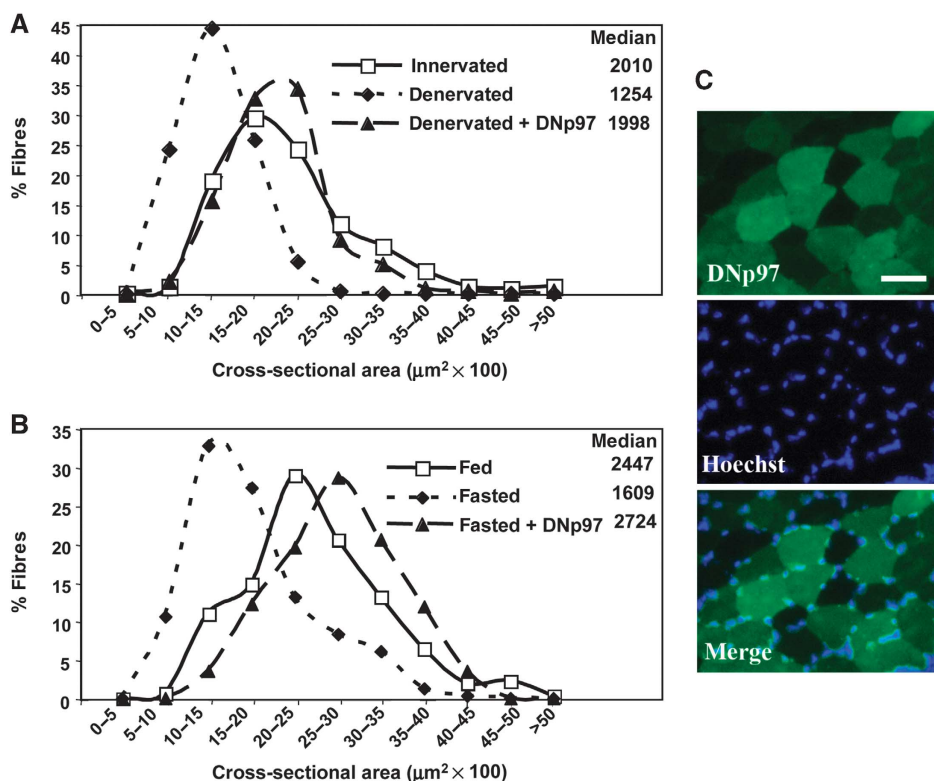 A
Median
Innervated 2010
Denervated 1254
Denervated + DNp97 1998
45
40
35
30
25
20
15
10
5
0
% Fibres
0–5
5–10
10–15
15–20
20–25
25–30
30–35
35–40
40–45
45–50
>50
Cross-sectional area (μm² × 100)
B
Median
Fed 2447
Fasted 1609
Fasted + DNp97 2724
35
30
25
20
15
10
5
0
% Fibres
0–5
5–10
10–15
15–20
20–25
25–30
30–35
35–40
40–45
45–50
>50
Cross-sectional area (μm² × 100)
C
DNp97
Hoechst
Merge